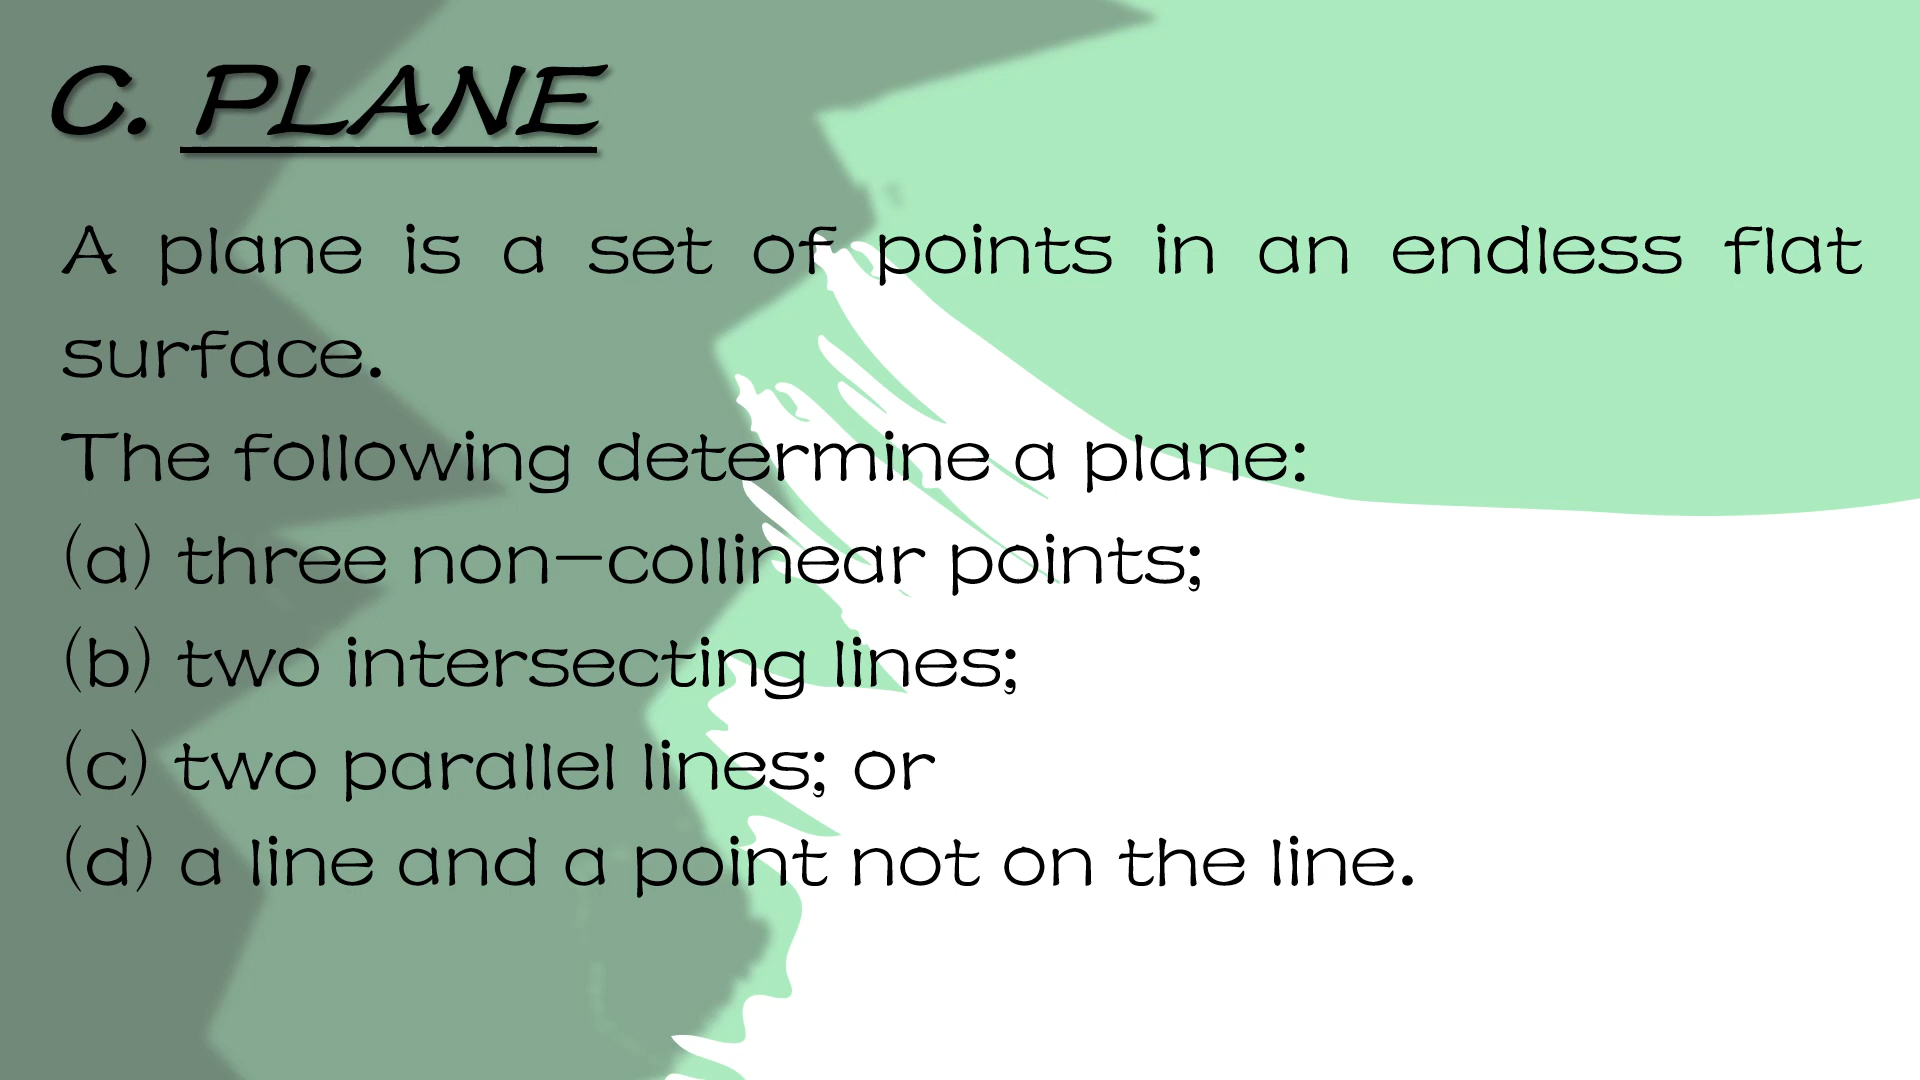 C. PLANE
A plane is a set of points in an endless flat
surface.
The following determine a plane:
(a) three non-collinear points;
(b) two intersecting lines;
(c) two parallel lines; or
(d) a line and a point not on the line.